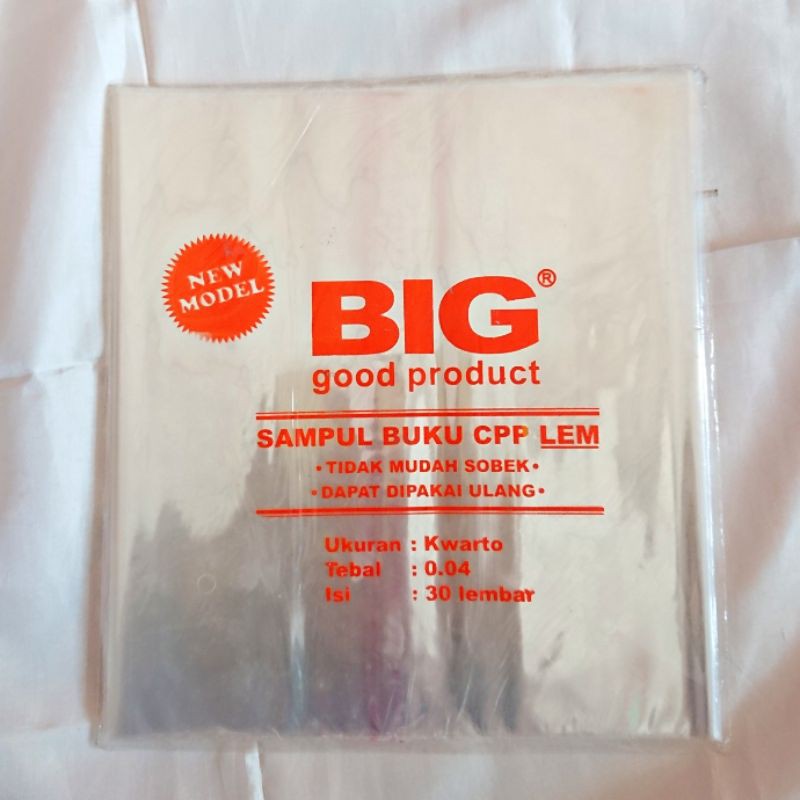 NEW
MODEL
BIG®
good product
SAMPUL BUKU CPP LEM
• TIDAK MUDAH SOBEK •
• DAPAT DIPAKAI ULANG •
Ukuran : Kwarto
Tebal : 0.04
Isi : 30 lembar